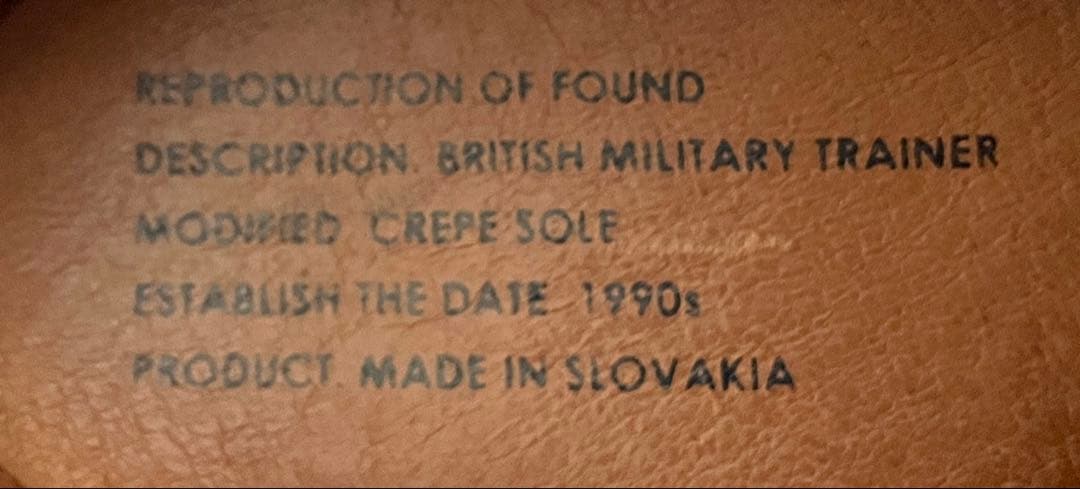 REPRODUCTION OF FOUND
DESCRIPTION. BRITISH MILITARY TRAINER
MODIFIED CREPE SOLE
ESTABLISH THE DATE 1990s
PRODUCT. MADE IN SLOVAKIA